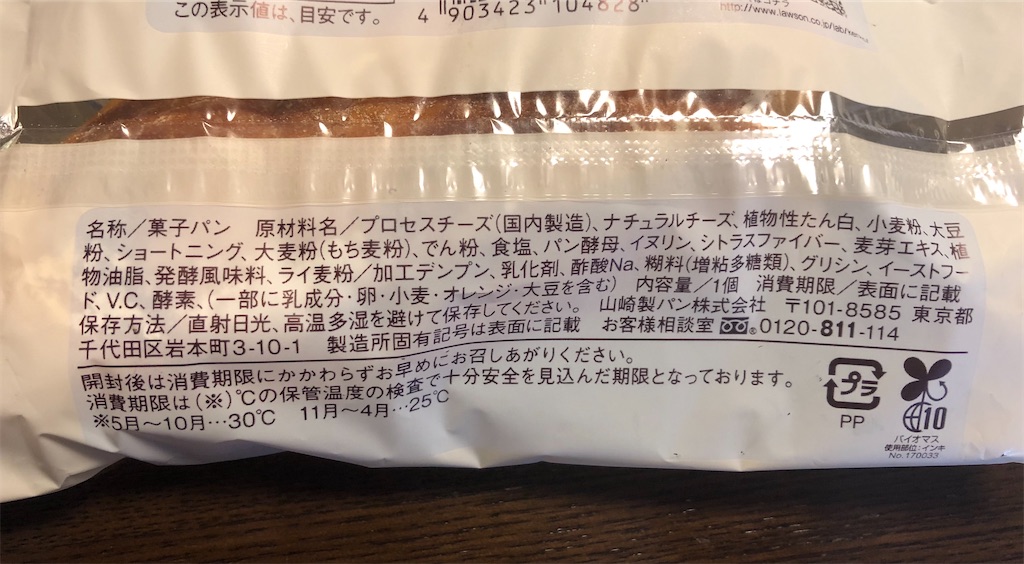 この表示値は、目安です。
4 903423 104828
http://www.lawson.co.jp/lab/
名称／菓子パン　原材料名／プロセスチーズ(国内製造)、ナチュラルチーズ、植物性たん白、小麦粉、大豆
粉、ショートニング、大麦粉(もち麦粉)、でん粉、食塩、パン酵母、イヌリン、シトラスファイバー、麦芽エキス、植
物油脂、発酵風味料、ライ麦粉／加工デンプン、乳化剤、酢酸Na、糊料(増粘多糖類)、グリシン、イーストフー
ド、V.C、酵素、(一部に乳成分・卵・小麦・オレンジ・大豆を含む)　内容量／1個　消費期限／表面に記載
保存方法／直射日光、高温多湿を避けて保存してください。　山崎製パン株式会社　〒101-8585 東京都
千代田区岩本町3-10-1　製造所固有記号は表面に記載　お客様相談室 0120-811-114
開封後は消費期限にかかわらずお早めにお召しあがりください。
消費期限は(※)℃の保管温度の検査で十分安全を見込んだ期限となっております。
※5月〜10月…30℃　11月〜4月…25℃
プラ
PP
10
バイオマス
使用部位：インキ
No.170033